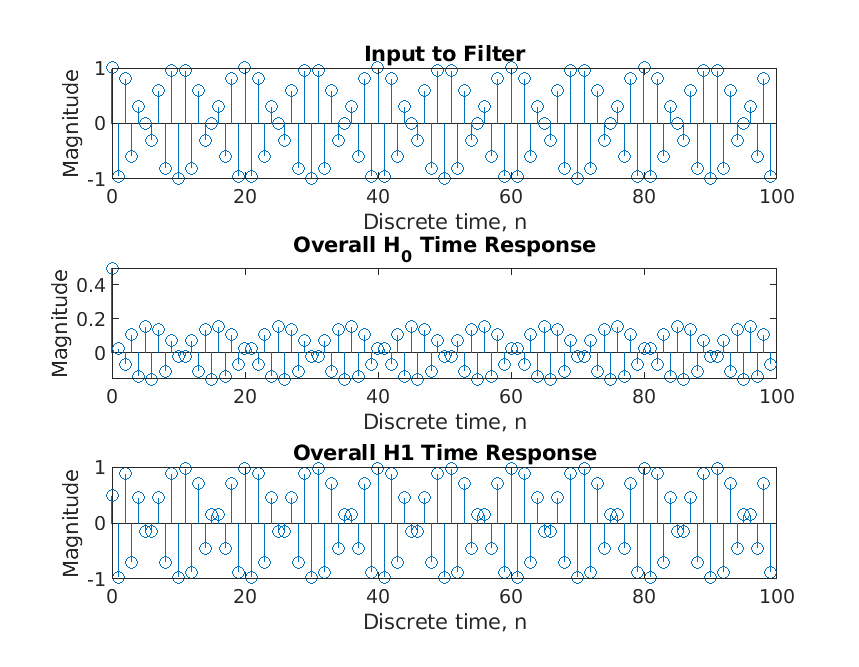 Input to Filter
1
0
-1
Magnitude
0 20 40 60 80 100
Discrete time, n
Overall H0 Time Response
0.4
0.2
0
Magnitude
0 20 40 60 80 100
Discrete time, n
Overall H1 Time Response
1
0
-1
Magnitude
0 20 40 60 80 100
Discrete time, n